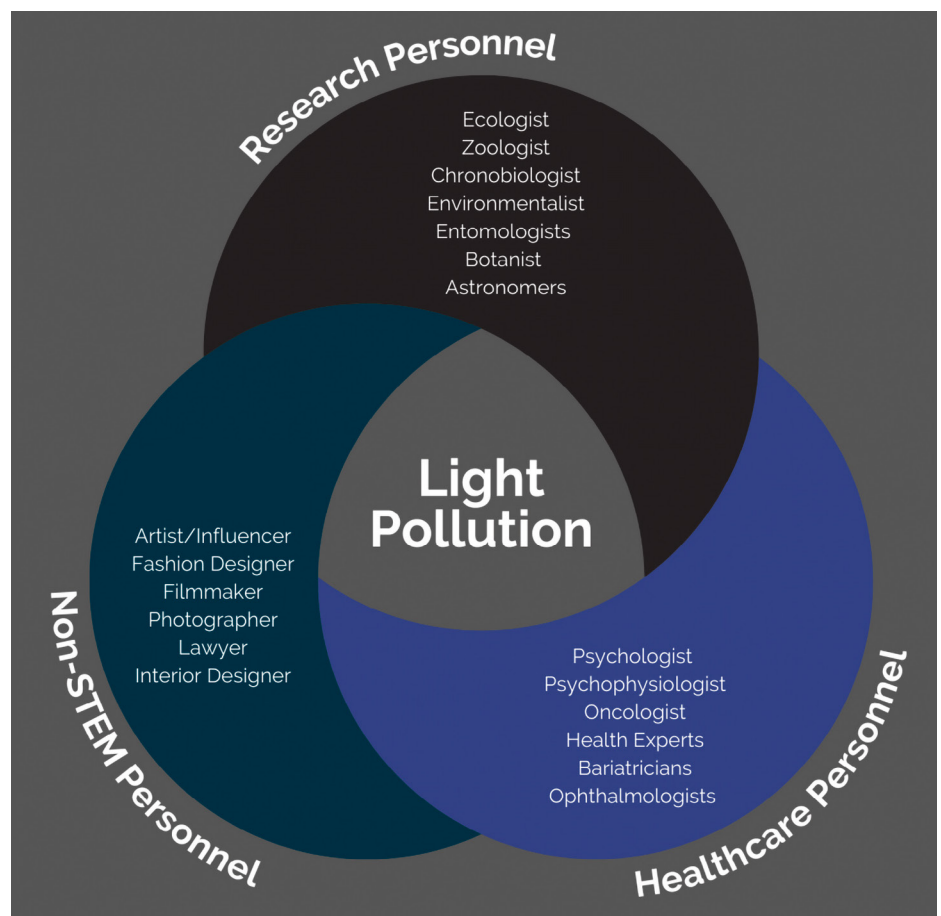 Research Personnel
Ecologist
Zoologist
Chronobiologist
Environmentalist
Entomologists
Botanist
Astronomers
Light
Pollution
Non-STEM Personnel
Artist/Influencer
Fashion Designer
Filmmaker
Photographer
Lawyer
Interior Designer
Healthcare Personnel
Psychologist
Psychophysiologist
Oncologist
Health Experts
Bariatricians
Ophthalmologists